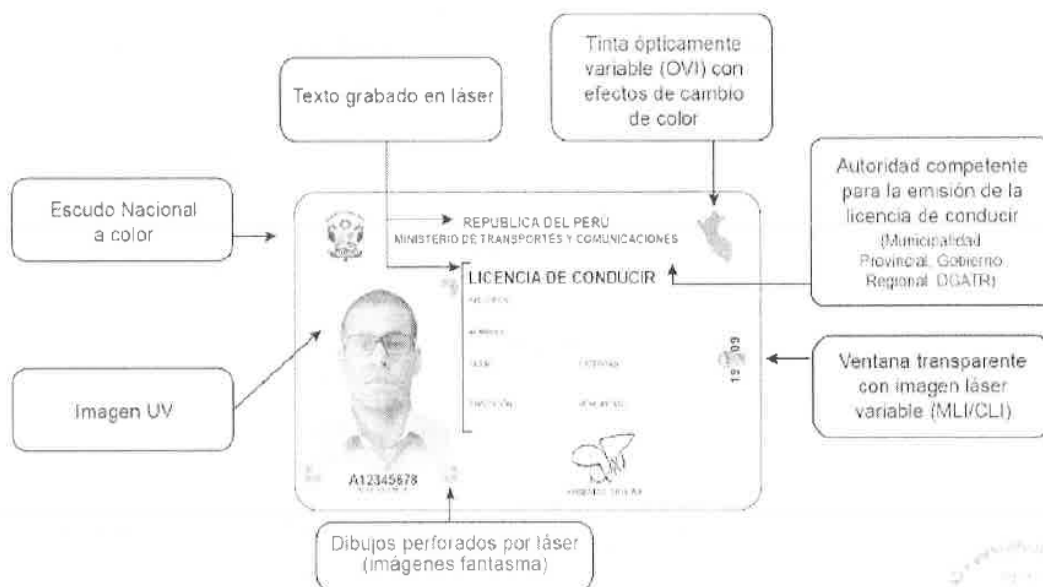 Tinta ópticamente
variable (OVI) con
efectos de cambio
de color
Texto grabado en láser
Autoridad competente
para la emisión de la
licencia de conducir
(Municipalidad
Provincial, Gobierno
Regional, DGATR)
Escudo Nacional
a color
REPUBLICA DEL PERÚ
MINISTERIO DE TRANSPORTES Y COMUNICACIONES
LICENCIA DE CONDUCIR
Ventana transparente
con imagen láser
variable (MLI/CLI)
Imagen UV
A12345678
Dibujos perforados por láser
(imágenes fantasma)